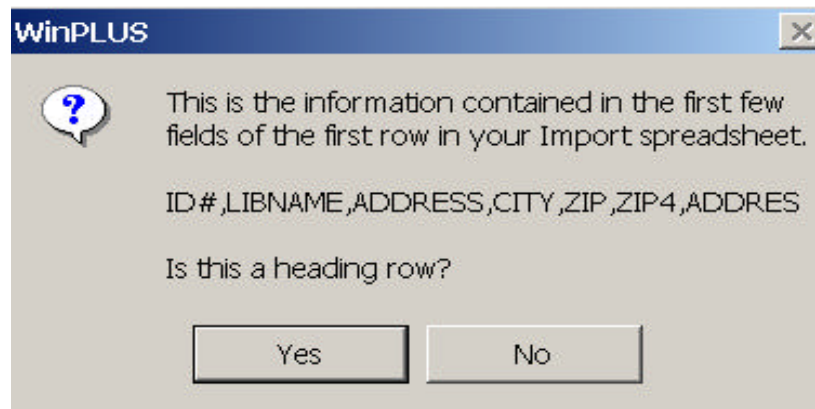 WinPLUS
This is the information contained in the first few
fields of the first row in your Import spreadsheet.
ID#,LIBNAME,ADDRESS,CITY,ZIP,ZIP4,ADDRES
Is this a heading row?
Yes
No